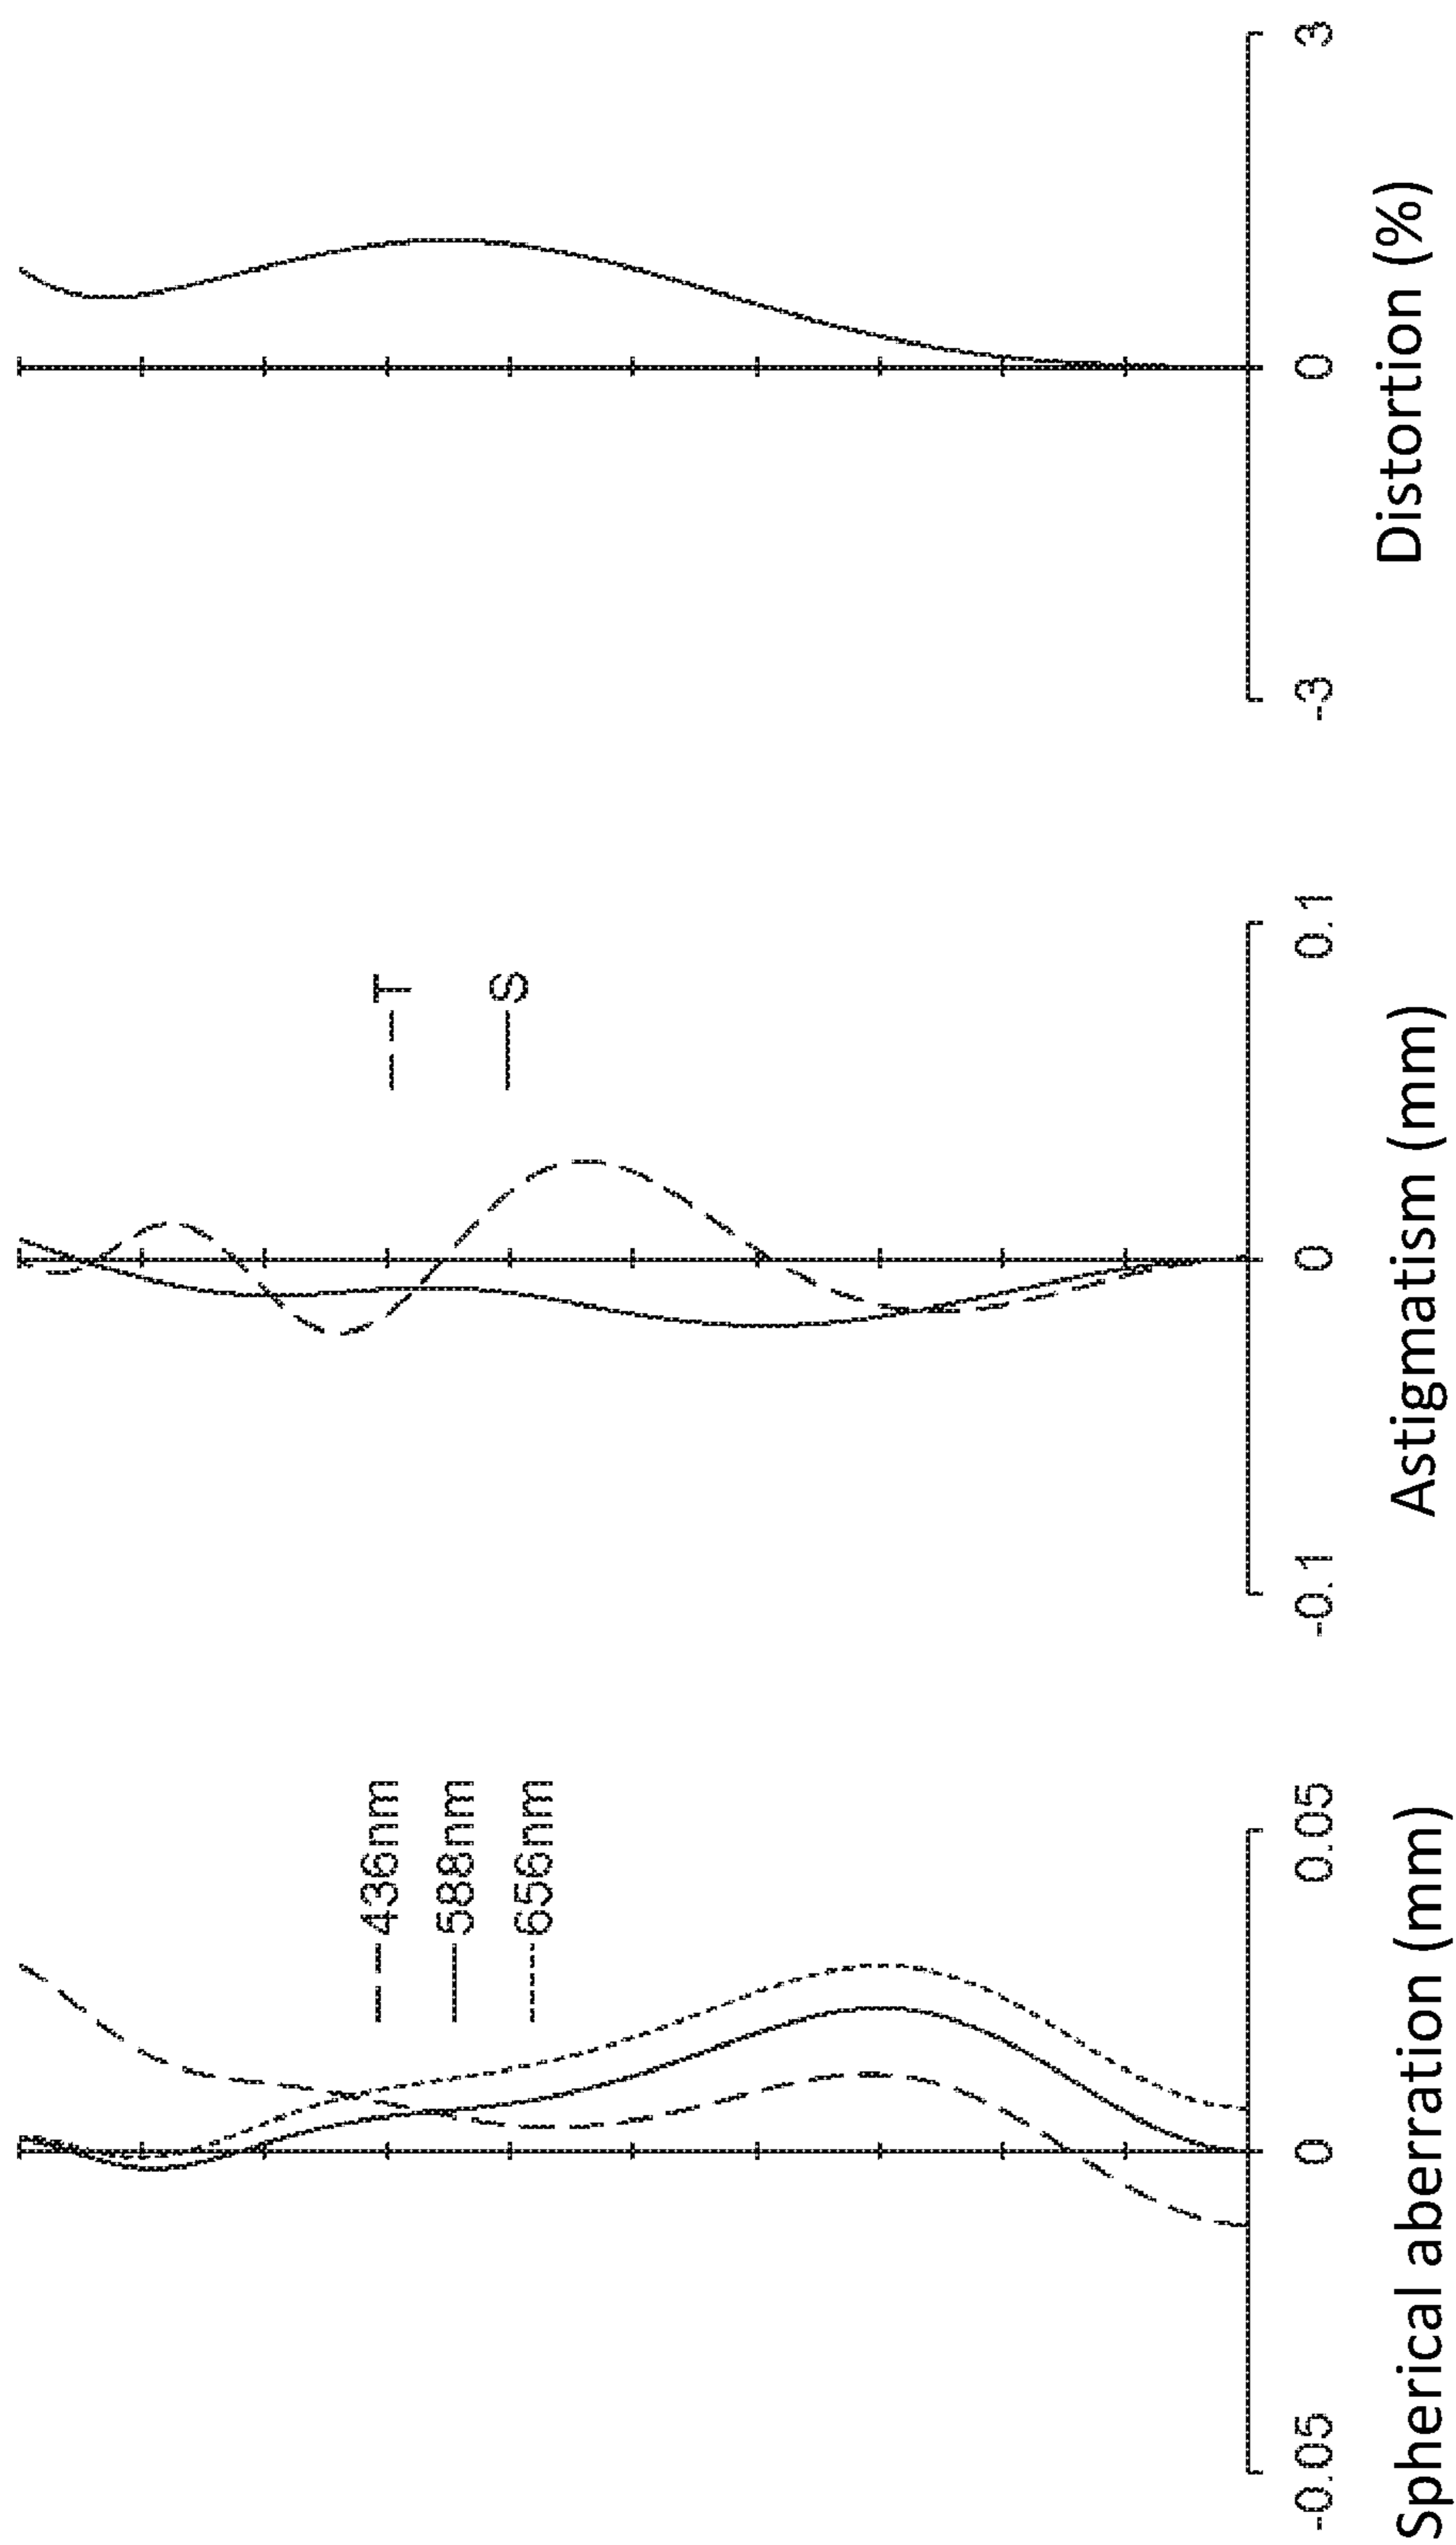 436nm
588nm
656nm
-0.05 0 0.05
Spherical aberration (mm)
T
S
-0.1 0 0.1
Astigmatism (mm)
-3 0 3
Distortion (%)